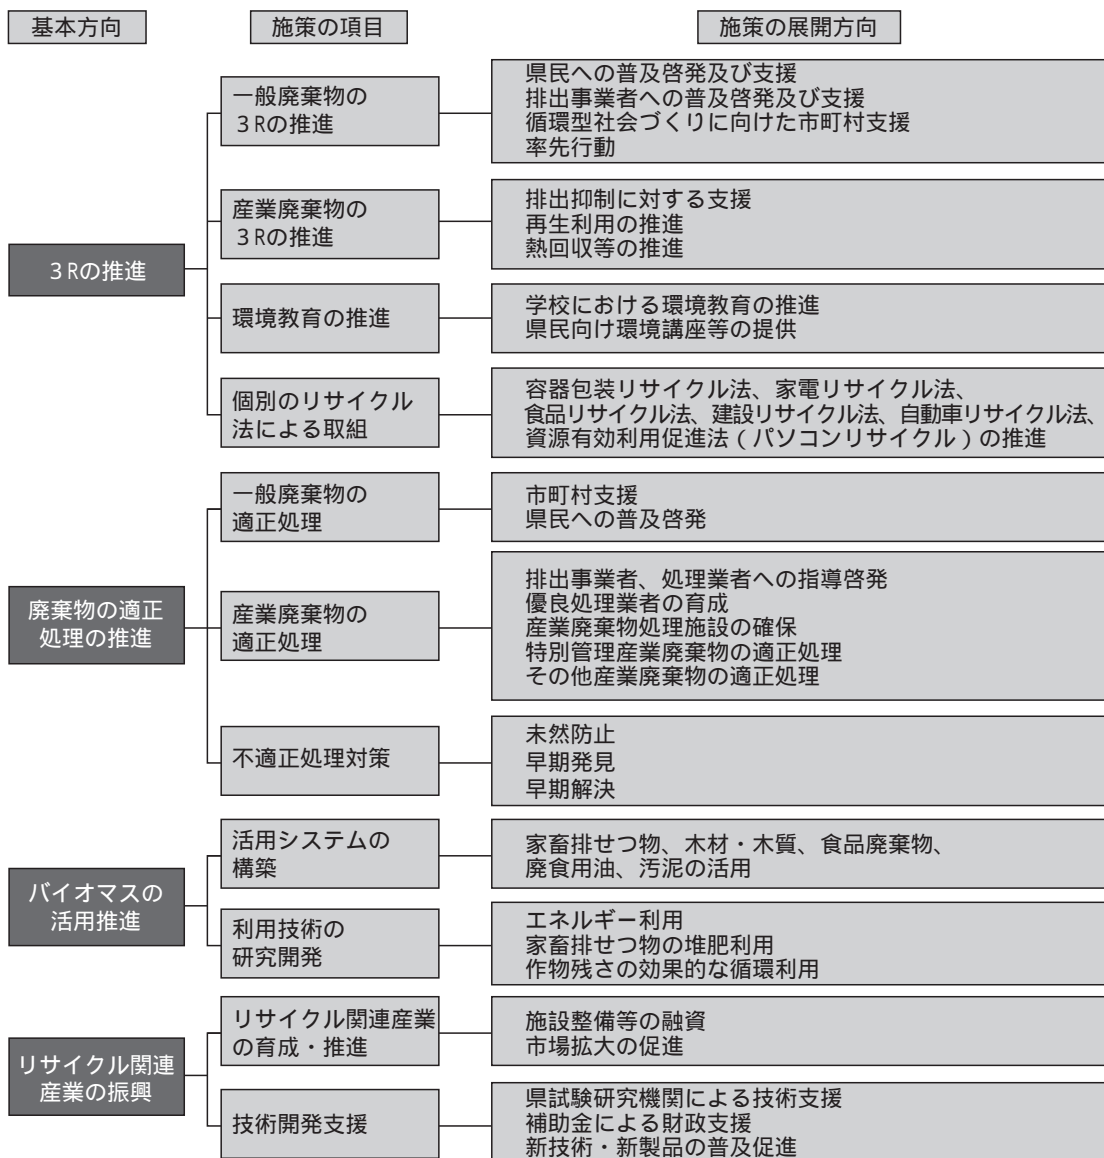 基本方向
施策の項目
施策の展開方向
3Rの推進
一般廃棄物の
3Rの推進
県民への普及啓発及び支援
排出事業者への普及啓発及び支援
循環型社会づくりに向けた市町村支援
率先行動
産業廃棄物の
3Rの推進
排出抑制に対する支援
再生利用の推進
熱回収等の推進
環境教育の推進
学校における環境教育の推進
県民向け環境講座等の提供
個別のリサイクル
法による取組
容器包装リサイクル法、家電リサイクル法、
食品リサイクル法、建設リサイクル法、自動車リサイクル法、
資源有効利用促進法(パソコンリサイクル)の推進
廃棄物の適正
処理の推進
一般廃棄物の
適正処理
市町村支援
県民への普及啓発
産業廃棄物の
適正処理
排出事業者、処理業者への指導啓発
優良処理業者の育成
産業廃棄物処理施設の確保
特別管理産業廃棄物の適正処理
その他産業廃棄物の適正処理
不適正処理対策
未然防止
早期発見
早期解決
バイオマスの
活用推進
活用システムの
構築
家畜排せつ物、木材・木質、食品廃棄物、
廃食用油、汚泥の活用
利用技術の
研究開発
エネルギー利用
家畜排せつ物の堆肥利用
作物残さの効果的な循環利用
リサイクル関連
産業の振興
リサイクル関連産業
の育成・推進
施設整備等の融資
市場拡大の促進
技術開発支援
県試験研究機関による技術支援
補助金による財政支援
新技術・新製品の普及促進